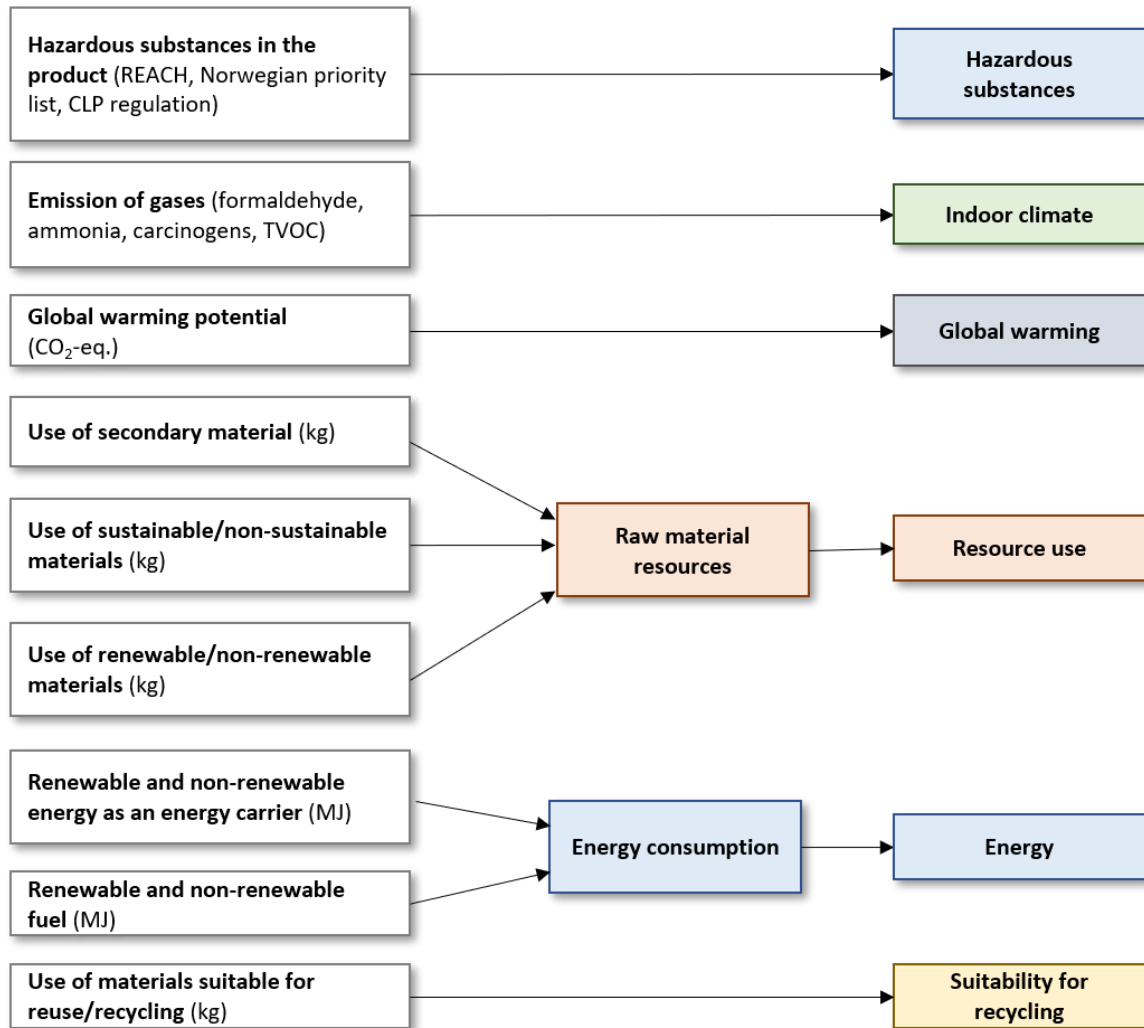 Hazardous substances in the
product (REACH, Norwegian priority
list, CLP regulation)
Hazardous
substances
Emission of gases (formaldehyde,
ammonia, carcinogens, TVOC)
Indoor climate
Global warming potential
(CO₂-eq.)
Global warming
Use of secondary material (kg)
Use of sustainable/non-sustainable
materials (kg)
Use of renewable/non-renewable
materials (kg)
Raw material
resources
Resource use
Renewable and non-renewable
energy as an energy carrier (MJ)
Renewable and non-renewable
fuel (MJ)
Energy consumption
Energy
Use of materials suitable for
reuse/recycling (kg)
Suitability for
recycling